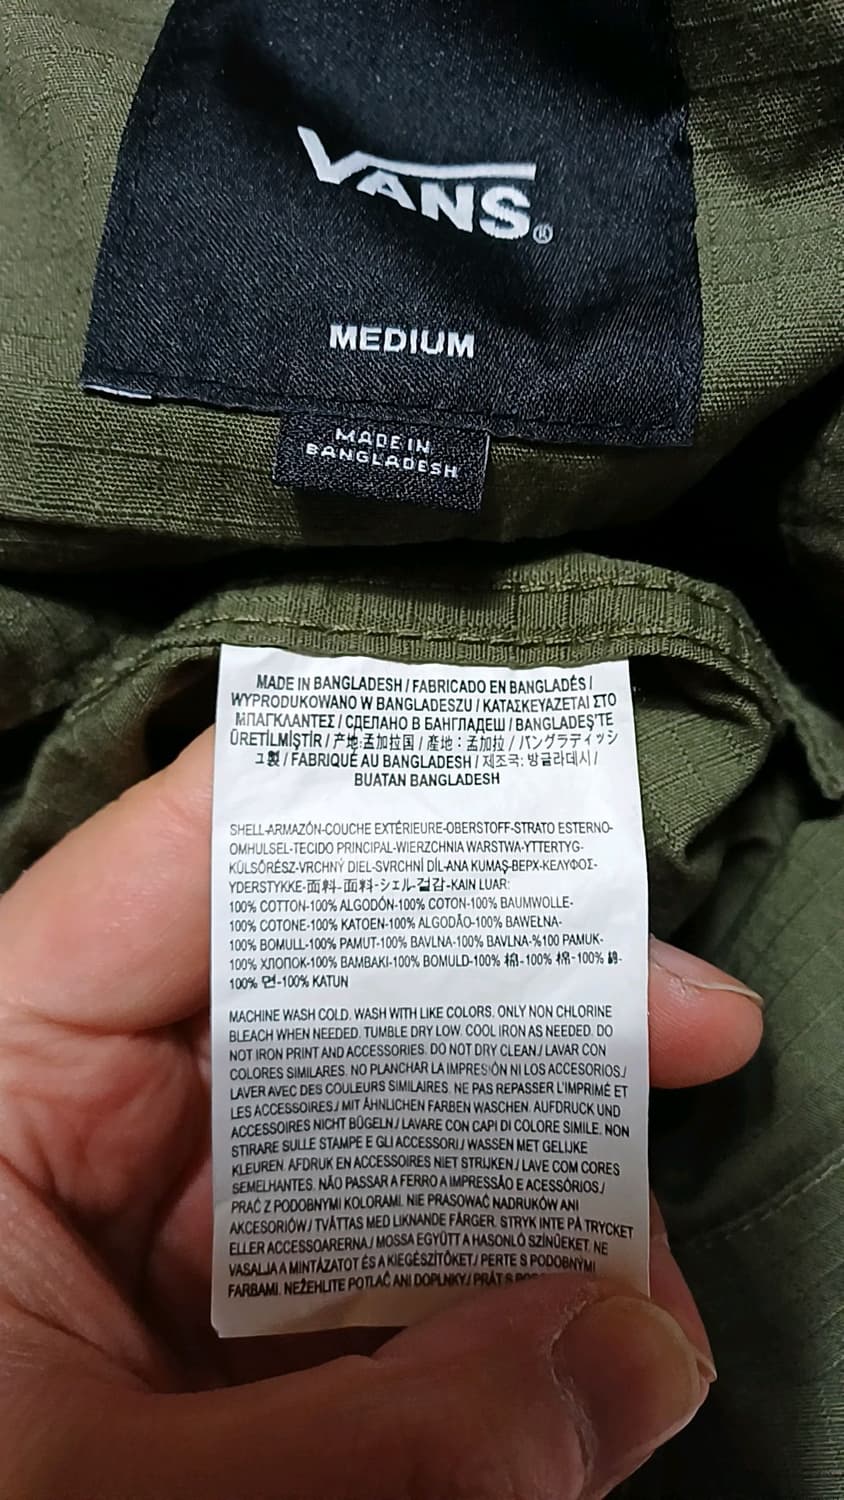 VANS®
MEDIUM
MADE IN
BANGLADESH
MADE IN BANGLADESH / FABRICADO EN BANGLADÉS /
WYPRODUKOWANO W BANGLADESZU / ΚΑΤΑΣΚΕΥΑΖΕΤΑΙ ΣΤΟ
ΜΠΑΓΚΛΑΝΤΕΣ / СДЕЛАНО В БАНГЛАДЕШ / BANGLADEŞ'TE
ÜRETİLMİŞTİR / 产地:孟加拉国 / 產地：孟加拉 / バングラディッシ
ュ製 / FABRIQUÉ AU BANGLADESH / 제조국: 방글라데시 /
BUATAN BANGLADESH
SHELL-ARMAZÓN-COUCHE EXTÉRIEURE-OBERSTOFF-STRATO ESTERNO-
OMHULSEL-TECIDO PRINCIPAL-WIERZCHNIA WARSTWA-YTTERTYG-
KÜLSŐRÉSZ-VRCHNÝ DIEL-SVRCHNÍ DÍL-ANA KUMAŞ-ВЕРХ-ΚΕΛΥΦΟΣ-
YDERSTYKKE-面料-面料-シェル-겉감-KAIN LUAR:
100% COTTON-100% ALGODÓN-100% COTON-100% BAUMWOLLE-
100% COTONE-100% KATOEN-100% ALGODÃO-100% BAWEŁNA-
100% BOMULL-100% PAMUT-100% BAVLNA-100% BAVLNA-%100 PAMUK-
100% ХЛОПОК-100% ΒΑΜΒΑΚΙ-100% BOMULD-100% 棉-100% 棉-100% 綿-
100% 면-100% KATUN
MACHINE WASH COLD. WASH WITH LIKE COLORS. ONLY NON CHLORINE
BLEACH WHEN NEEDED. TUMBLE DRY LOW. COOL IRON AS NEEDED. DO
NOT IRON PRINT AND ACCESSORIES. DO NOT DRY CLEAN./ LAVAR CON
COLORES SIMILARES. NO PLANCHAR LA IMPRESIÓN NI LOS ACCESORIOS./
LAVER AVEC DES COULEURS SIMILAIRES. NE PAS REPASSER L'IMPRIMÉ ET
LES ACCESSOIRES./ MIT ÄHNLICHEN FARBEN WASCHEN. AUFDRUCK UND
ACCESSOIRES NICHT BÜGELN./ LAVARE CON CAPI DI COLORE SIMILE. NON
STIRARE SULLE STAMPE E GLI ACCESSORI./ WASSEN MET GELIJKE
KLEUREN. AFDRUK EN ACCESSOIRES NIET STRIJKEN./ LAVE COM CORES
SEMELHANTES. NÃO PASSAR A FERRO A IMPRESSÃO E ACESSÓRIOS./
PRAĆ Z PODOBNYMI KOLORAMI. NIE PRASOWAĆ NADRUKÓW ANI
AKCESORIÓW./ TVÄTTAS MED LIKNANDE FÄRGER. STRYK INTE PÅ TRYCKET
ELLER ACCESSOARERNA./ MOSSA EGYÜTT A HASONLÓ SZÍNŰEKET. NE
VASALJA A MINTÁZATOT ÉS A KIEGÉSZÍTŐKET./ PERTE S PODOBNÝMI
FARBAMI. NEŽEHLITE POTLAČ ANI DOPLNKY./ PRÁT S